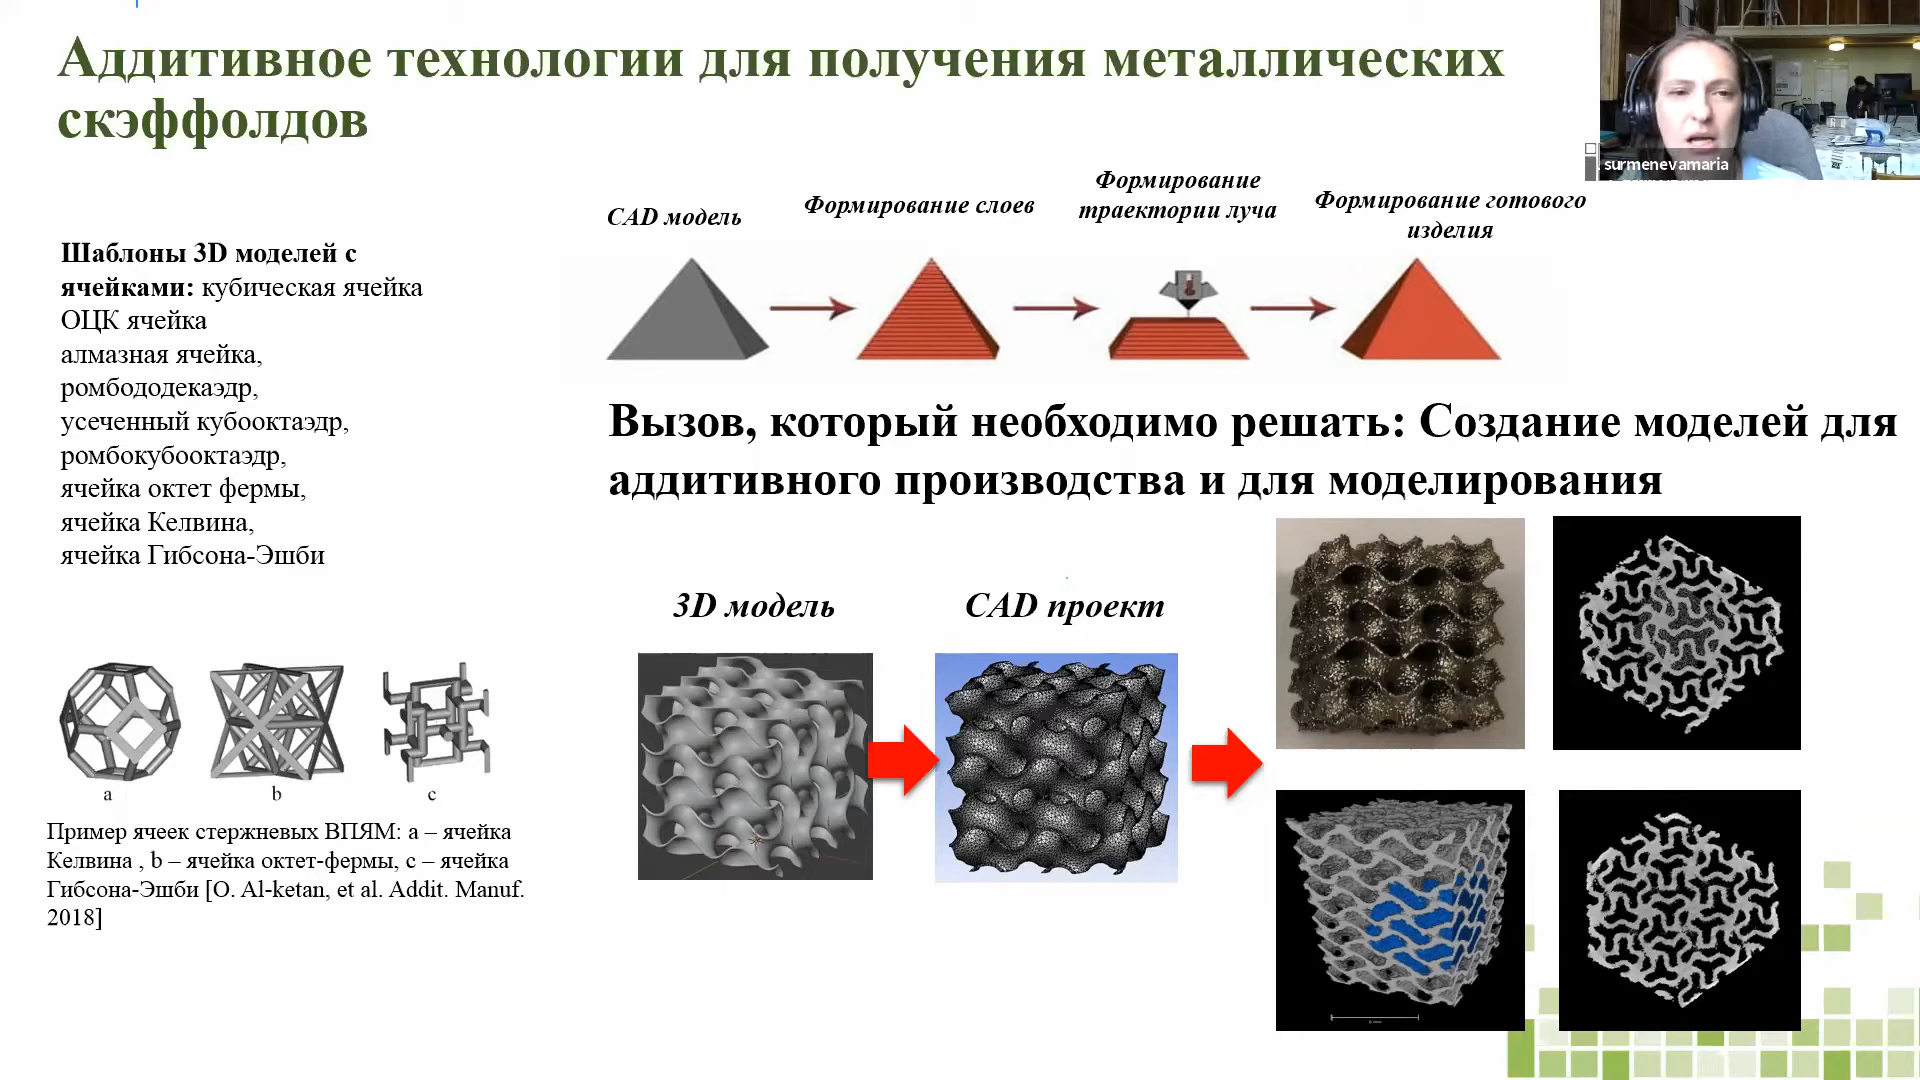 Аддитивное технологии для получения металлических
скэффолдов
surmenevamaria
CAD модель
Формирование слоев
Формирование
траектории луча
Формирование готового
изделия
Шаблоны 3D моделей с
ячейками: кубическая ячейка
ОЦК ячейка
алмазная ячейка,
ромбододекаэдр,
усеченный кубооктаэдр,
ромбокубооктаэдр,
ячейка октет фермы,
ячейка Келвина,
ячейка Гибсона-Эшби
Вызов, который необходимо решать: Создание моделей для
аддитивного производства и для моделирования
3D модель
CAD проект
a
b
c
Пример ячеек стержневых ВПЯМ: a – ячейка
Келвина , b – ячейка октет-фермы, c – ячейка
Гибсона-Эшби [O. Al-ketan, et al. Addit. Manuf.
2018]